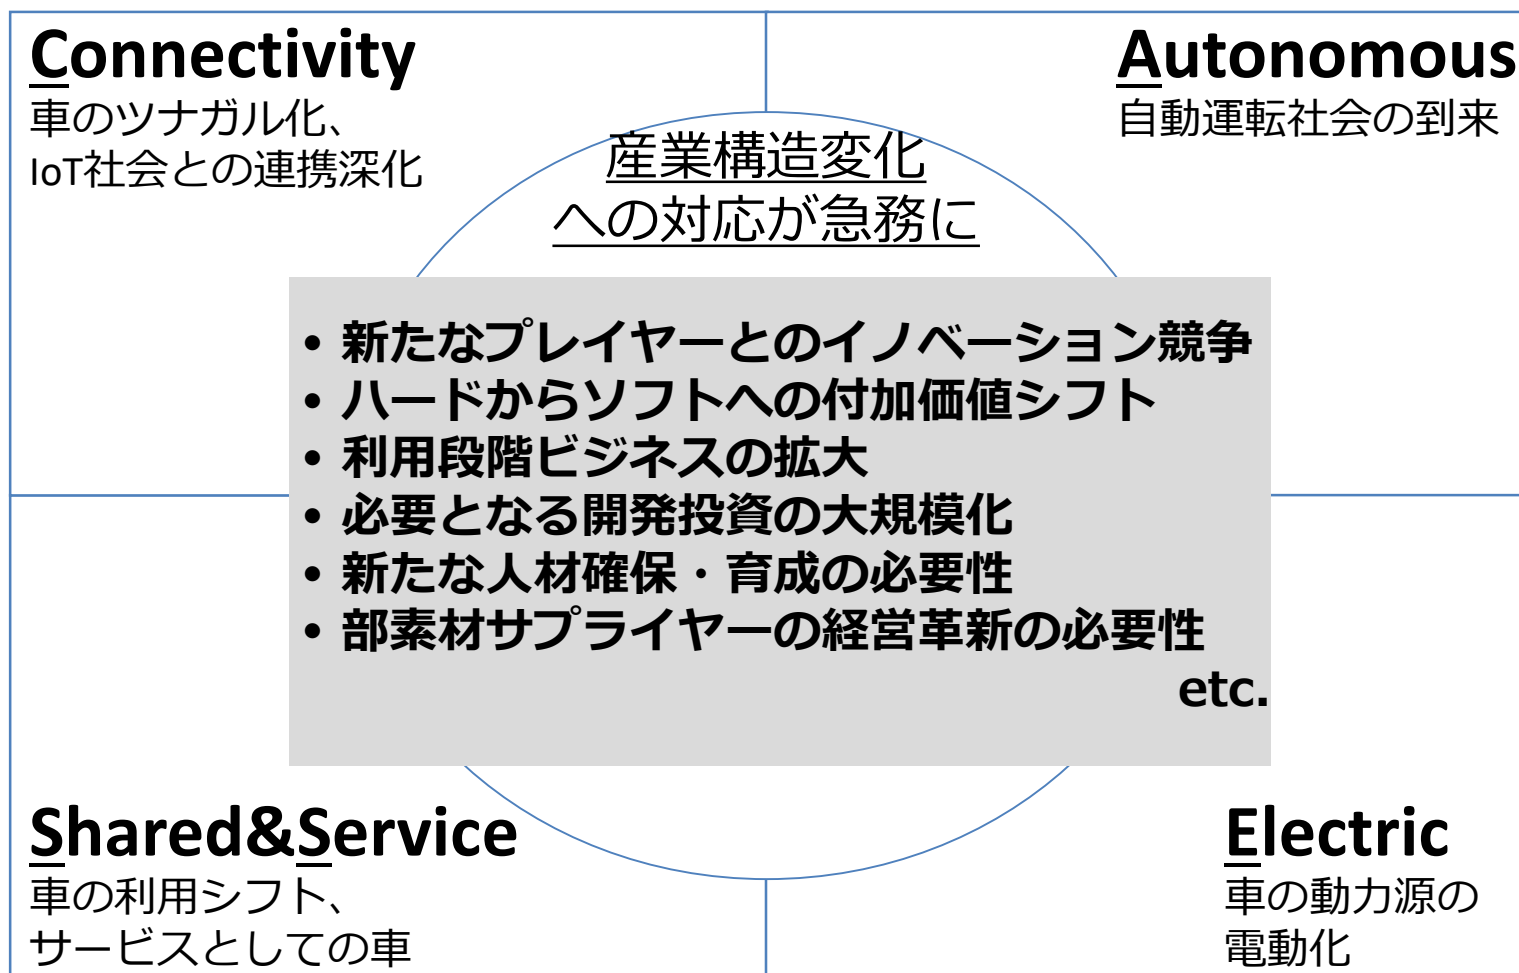 Connectivity
車のツナガル化、
IoT社会との連携深化
Autonomous
自動運転社会の到来
産業構造変化
への対応が急務に
• 新たなプレイヤーとのイノベーション競争
• ハードからソフトへの付加価値シフト
• 利用段階ビジネスの拡大
• 必要となる開発投資の大規模化
• 新たな人材確保・育成の必要性
• 部素材サプライヤーの経営革新の必要性
etc.
Shared&Service
車の利用シフト、
サービスとしての車
Electric
車の動力源の
電動化